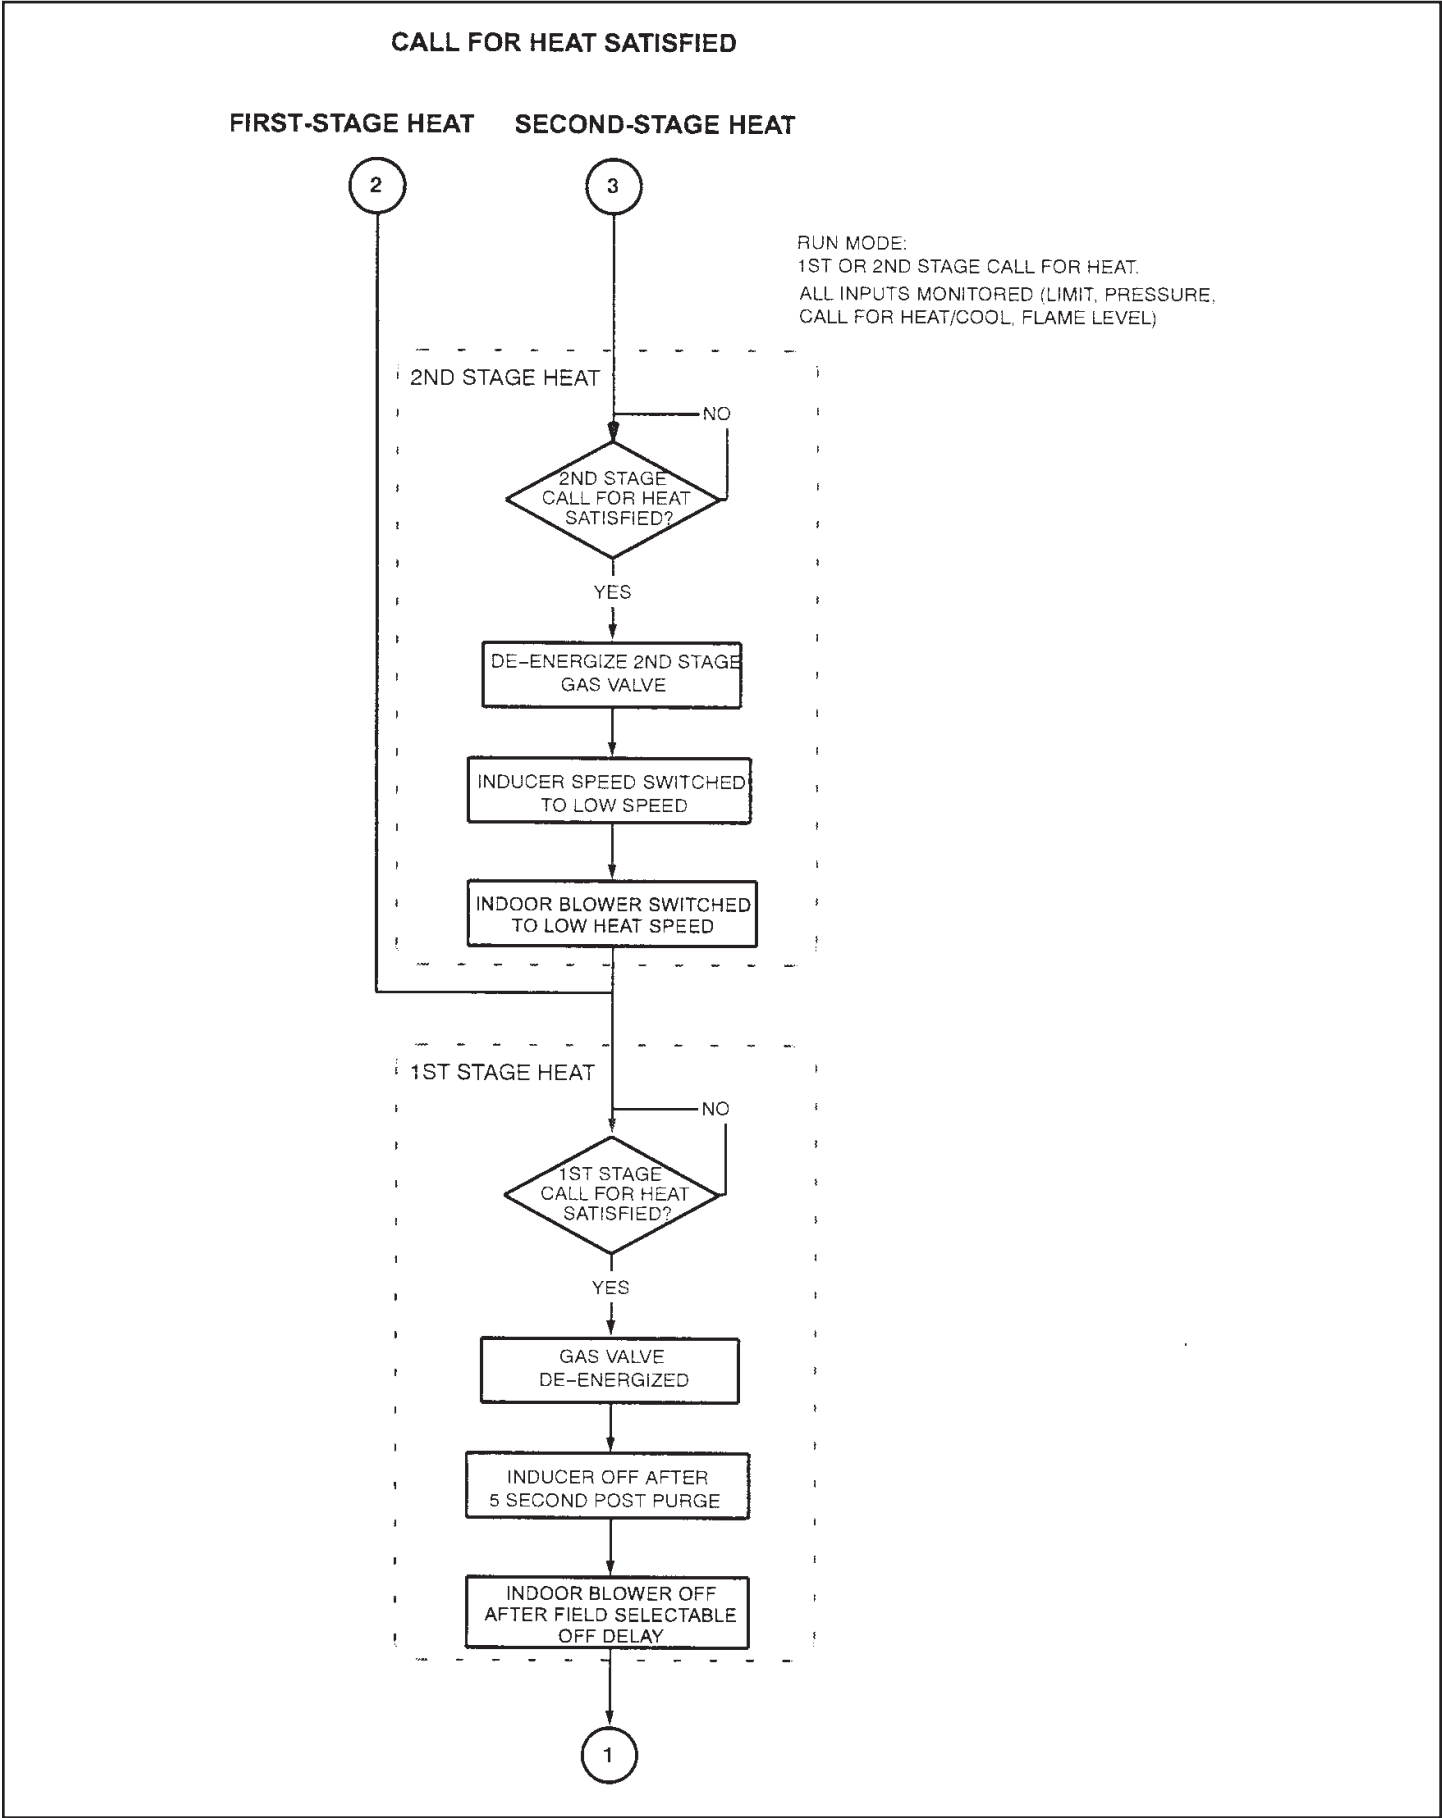 CALL FOR HEAT SATISFIED
FIRST-STAGE HEAT
SECOND-STAGE HEAT
2
3
RUN MODE:
1ST OR 2ND STAGE CALL FOR HEAT.
ALL INPUTS MONITORED (LIMIT, PRESSURE,
CALL FOR HEAT/COOL, FLAME LEVEL)
2ND STAGE HEAT
NO
2ND STAGE
CALL FOR HEAT
SATISFIED?
YES
DE-ENERGIZE 2ND STAGE
GAS VALVE
INDUCER SPEED SWITCHED
TO LOW SPEED
INDOOR BLOWER SWITCHED
TO LOW HEAT SPEED
1ST STAGE HEAT
NO
1ST STAGE
CALL FOR HEAT
SATISFIED?
YES
GAS VALVE
DE-ENERGIZED
INDUCER OFF AFTER
5 SECOND POST PURGE
INDOOR BLOWER OFF
AFTER FIELD SELECTABLE
OFF DELAY
1